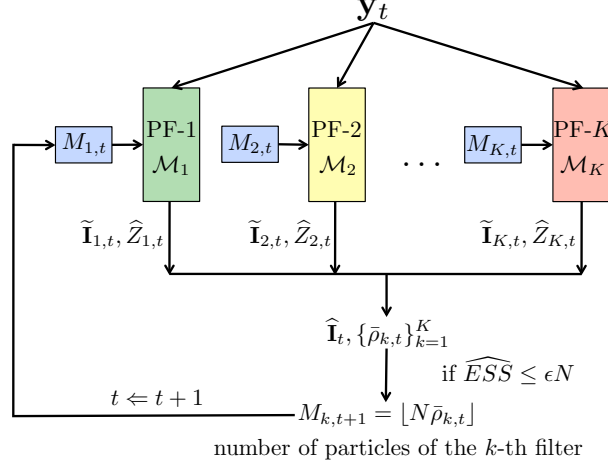 𝐲_t
PF-1 PF-2 PF-K
M_{1,t} M_{2,t} M_{K,t}
ℳ_1 ℳ_2 . . . ℳ_K
Ĩ_{1,t}, Ẑ_{1,t} Ĩ_{2,t}, Ẑ_{2,t} Ĩ_{K,t}, Ẑ_{K,t}
Î_t, {ρ̄_{k,t}}_{k=1}^{K}
if \widehat{ESS} ≤ ϵN
t ⇐ t + 1
M_{k,t+1} = ⌊Nρ̄_{k,t}⌋
number of particles of the k-th filter